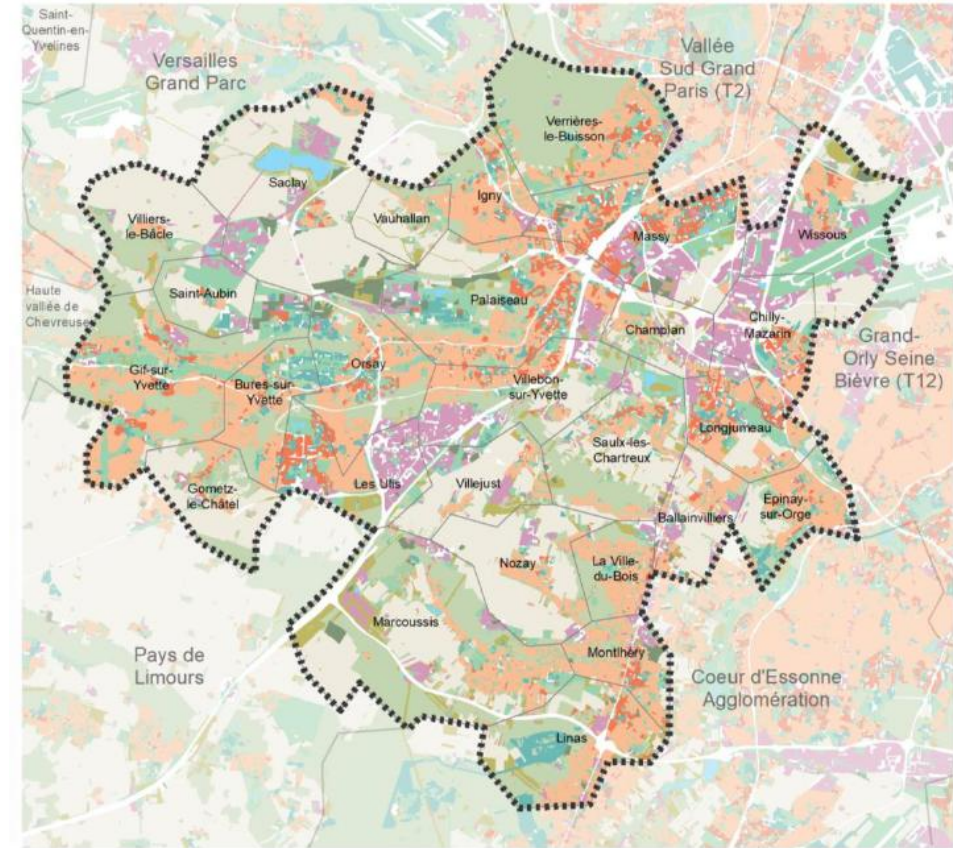 Saint-
Quentin-en-
Yvelines
Versailles
Grand Parc
Vallée
Sud Grand
Paris (T2)
Verrières-
le-Buisson
Saclay
Igny
Vauhallan
Villiers-
le-Bâcle
Massy
Wissous
Haute
vallée de
Chevreuse
Saint-Aubin
Palaiseau
Champlan
Chilly-
Mazarin
Grand-
Orly Seine
Bièvre (T12)
Gif-sur-
Yvette
Bures-sur-
Yvette
Orsay
Villebon-
sur-Yvette
Longjumeau
Saulx-les-
Chartreux
Gometz-
le-Châtel
Les Ulis
Villejust
Ballainvilliers
Épinay-
sur-Orge
Nozay
La Ville-
du-Bois
Marcoussis
Montlhéry
Pays de
Limours
Coeur d'Essonne
Agglomération
Linas